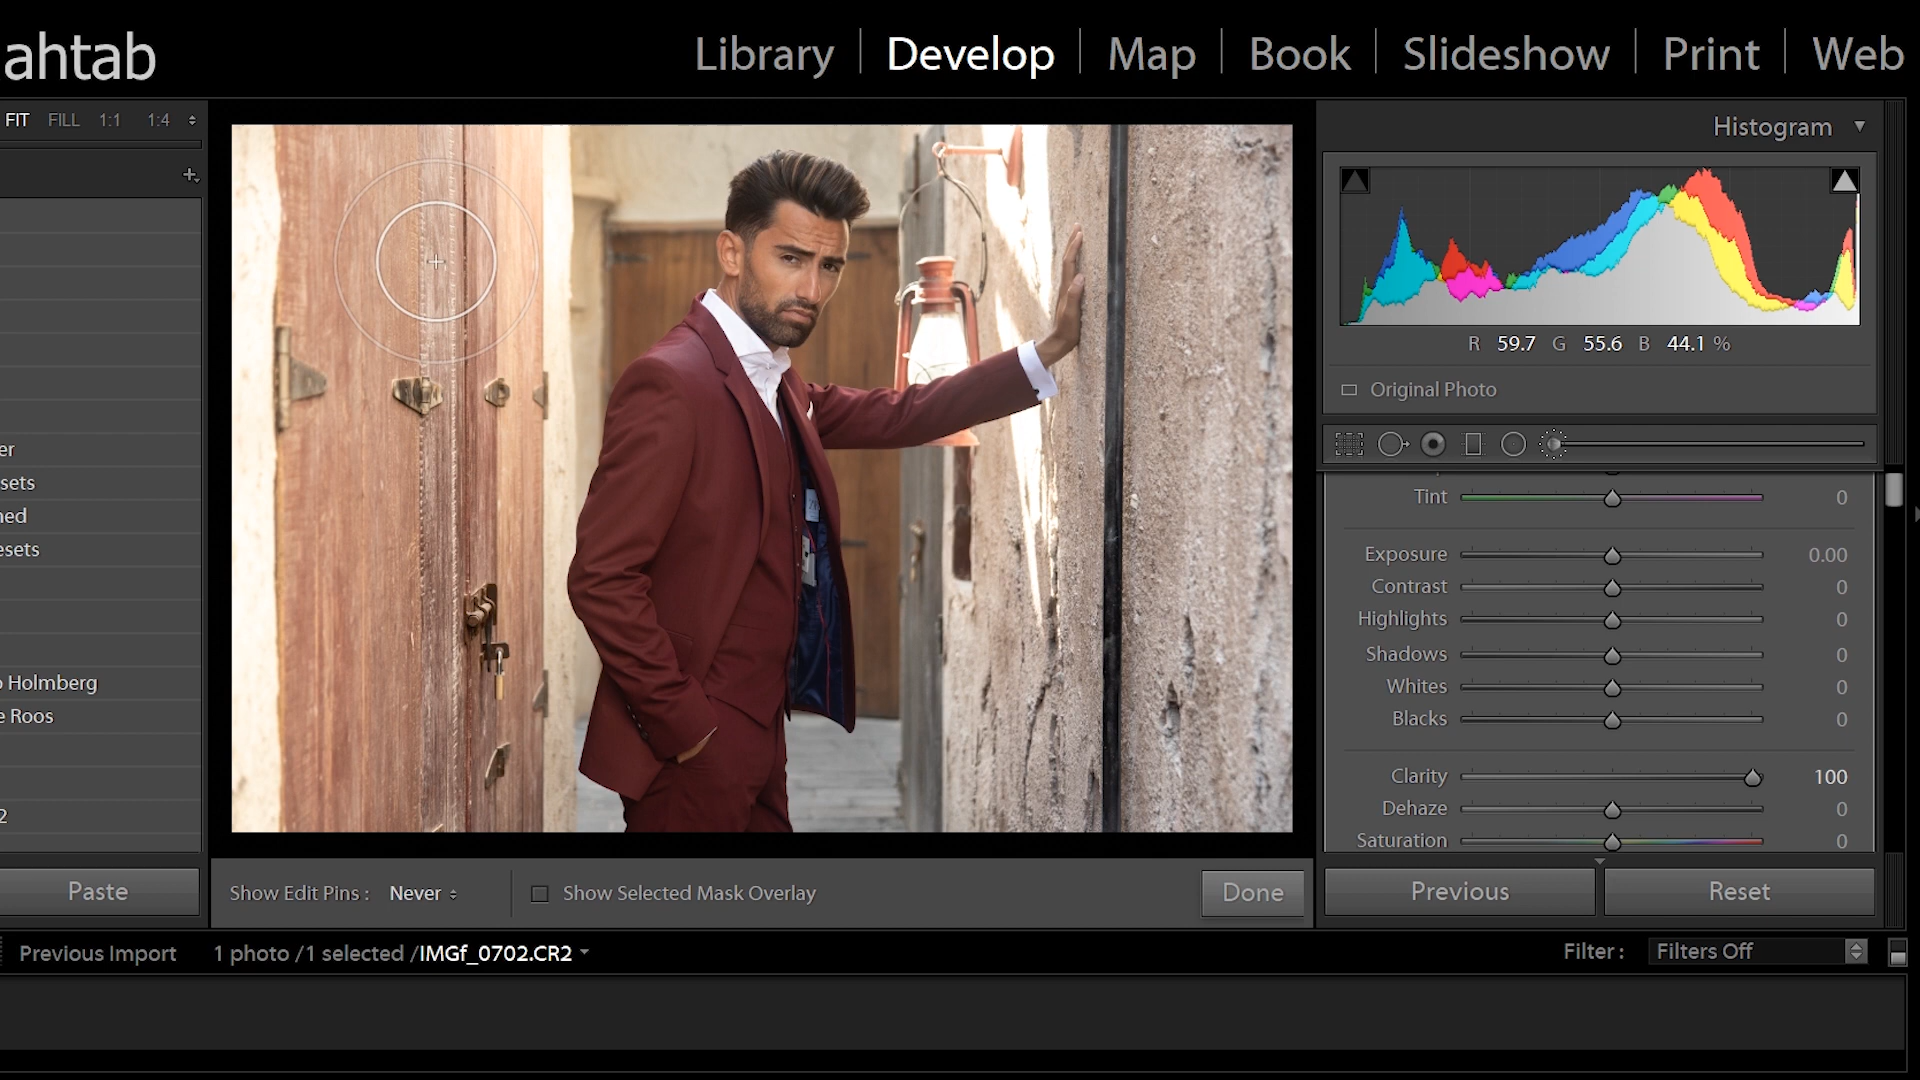 ahtab
Library Develop Map Book Slideshow Print Web
FIT FILL 1:1 1:4
Histogram
R 59.7 G 55.6 B 44.1 %
Original Photo
er
sets
ned
esets
o Holmberg
e Roos
2
Tint 0
Exposure 0.00
Contrast 0
Highlights 0
Shadows 0
Whites 0
Blacks 0
Clarity 100
Dehaze 0
Saturation 0
Paste
Show Edit Pins : Never
Show Selected Mask Overlay
Done
Previous
Reset
Previous Import
1 photo /1 selected /IMGf_0702.CR2
Filter :
Filters Off